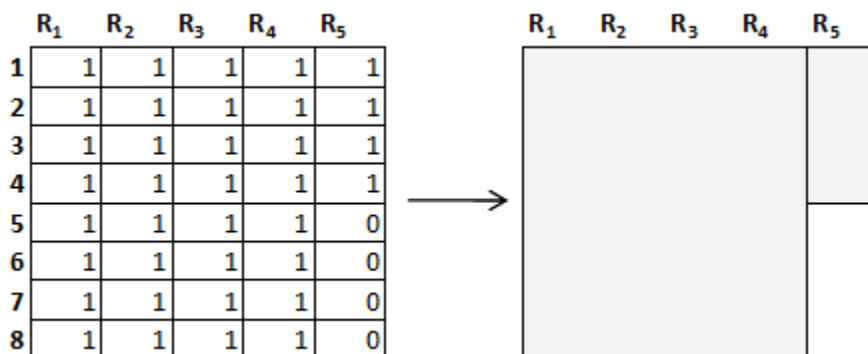 R₁ R₂ R₃ R₄ R₅ R₁ R₂ R₃ R₄ R₅
1 1 1 1 1 1
2 1 1 1 1 1
3 1 1 1 1 1
4 1 1 1 1 1
5 1 1 1 1 0
6 1 1 1 1 0
7 1 1 1 1 0
8 1 1 1 1 0